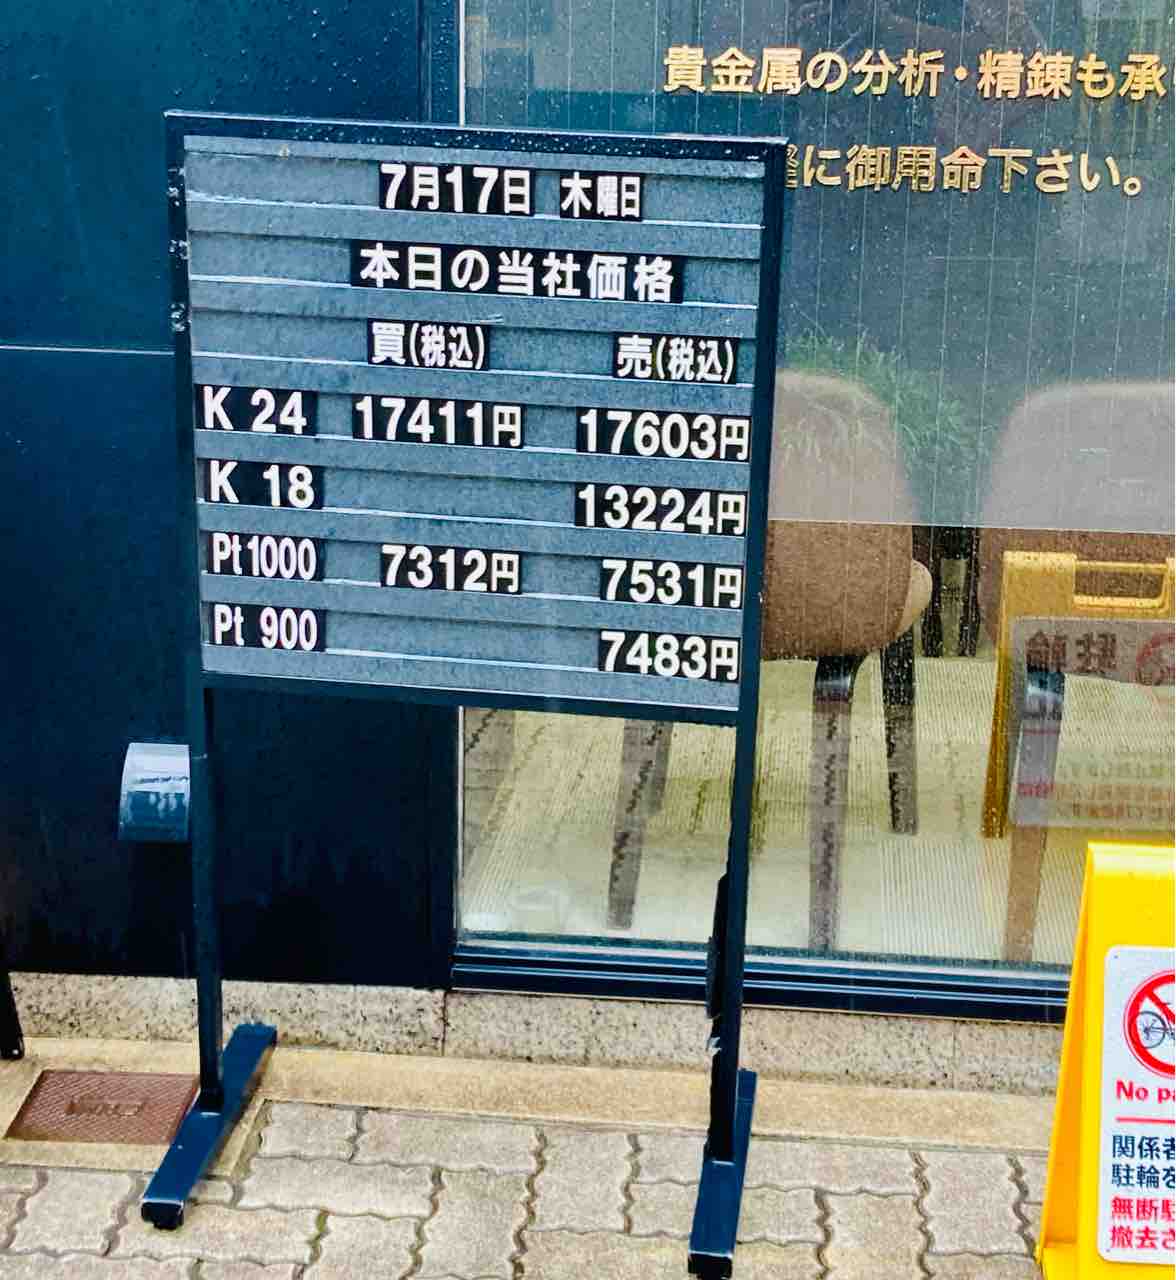 貴金属の分析・精錬も承
に御用命下さい。
7月17日 木曜日
本日の当社価格
買(税込) 売(税込)
K 24 17411円 17603円
K 18 13224円
Pt1000 7312円 7531円
Pt 900 7483円
駐輪
No pa
関係者
駐輪を
無断駐
撤去さ